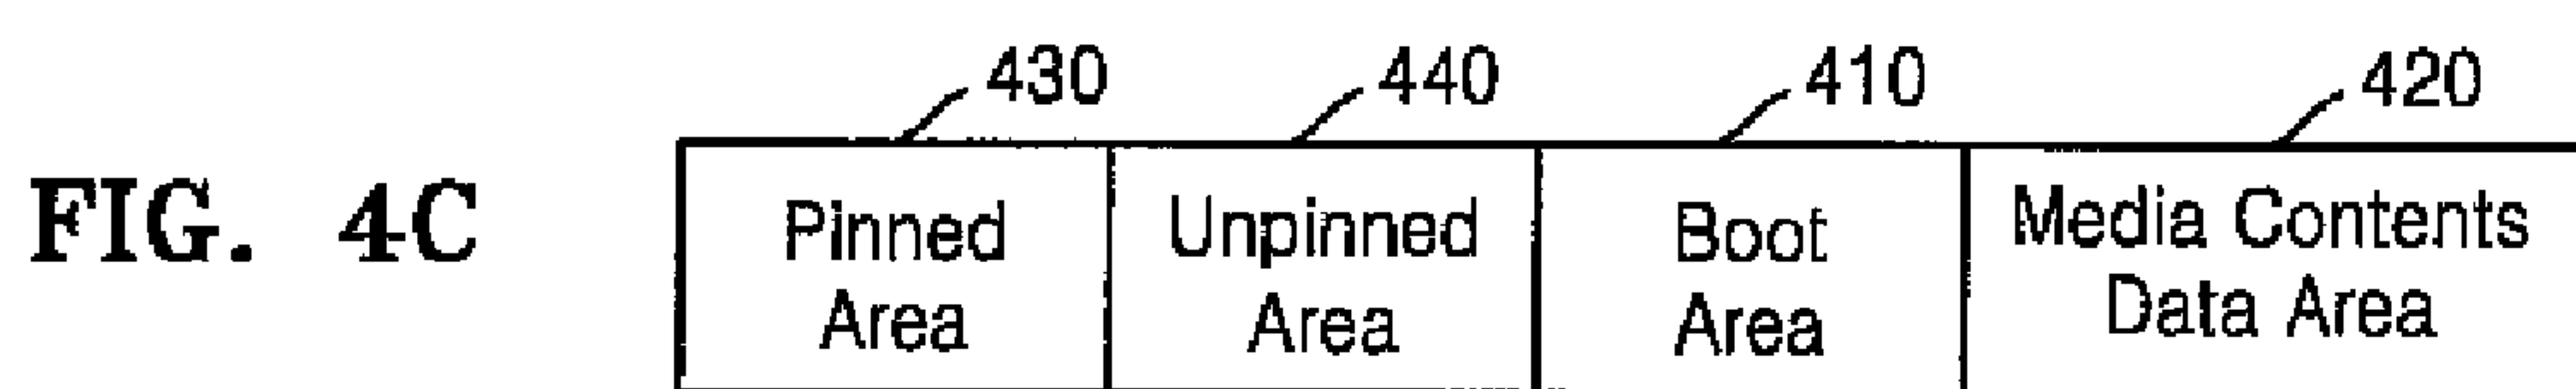 430 440 410 420
FIG. 4C
Pinned Area
Unpinned Area
Boot Area
Media Contents Data Area